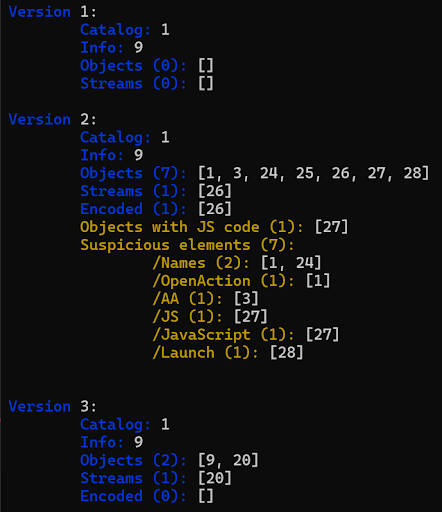 Version 1:
Catalog: 1
Info: 9
Objects (0): []
Streams (0): []
Version 2:
Catalog: 1
Info: 9
Objects (7): [1, 3, 24, 25, 26, 27, 28]
Streams (1): [26]
Encoded (1): [26]
Objects with JS code (1): [27]
Suspicious elements (7):
/Names (2): [1, 24]
/OpenAction (1): [1]
/AA (1): [3]
/JS (1): [27]
/JavaScript (1): [27]
/Launch (1): [28]
Version 3:
Catalog: 1
Info: 9
Objects (2): [9, 20]
Streams (1): [20]
Encoded (0): []